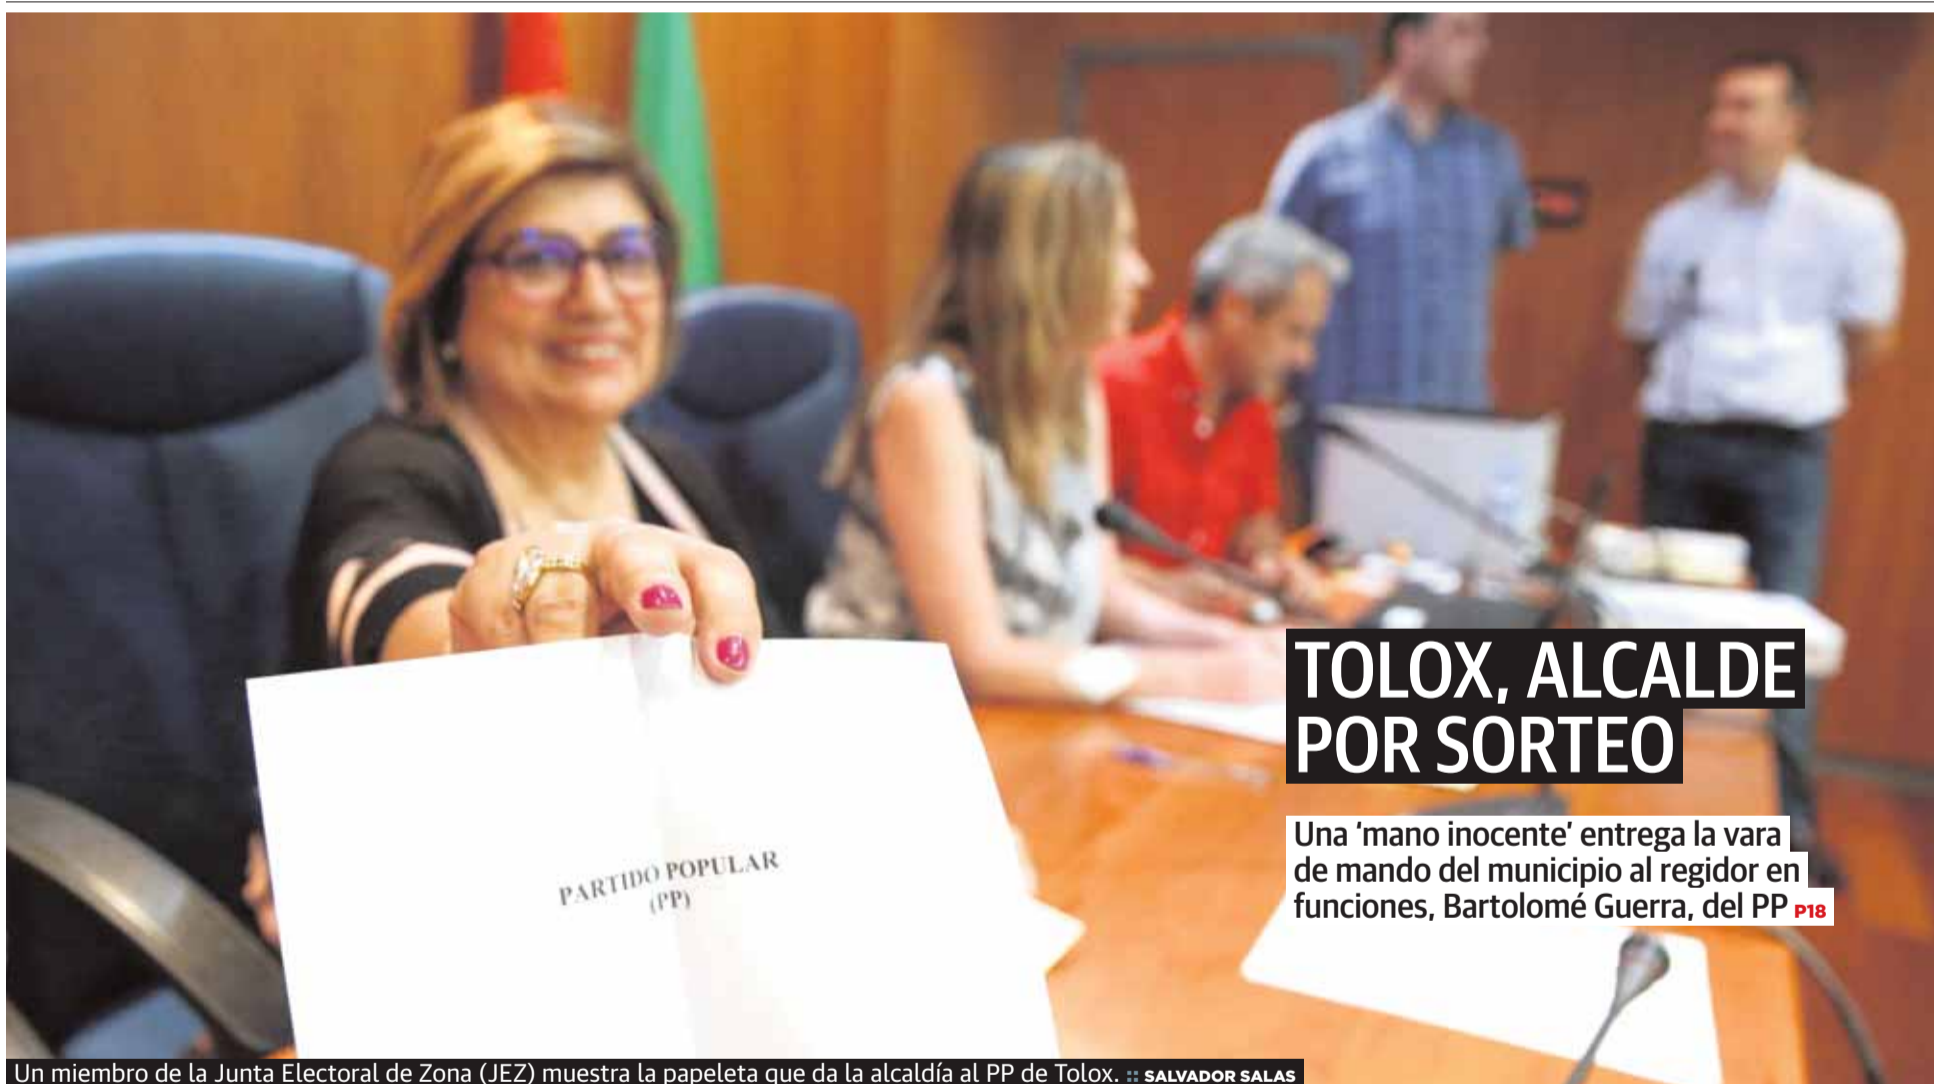 PARTIDO POPULAR
(PP)
TOLOX, ALCALDE
POR SORTEO
Una 'mano inocente' entrega la vara
de mando del municipio al regidor en
funciones, Bartolomé Guerra, del PP P18
Un miembro de la Junta Electoral de Zona (JEZ) muestra la papeleta que da la alcaldía al PP de Tolox. :: SALVADOR SALAS